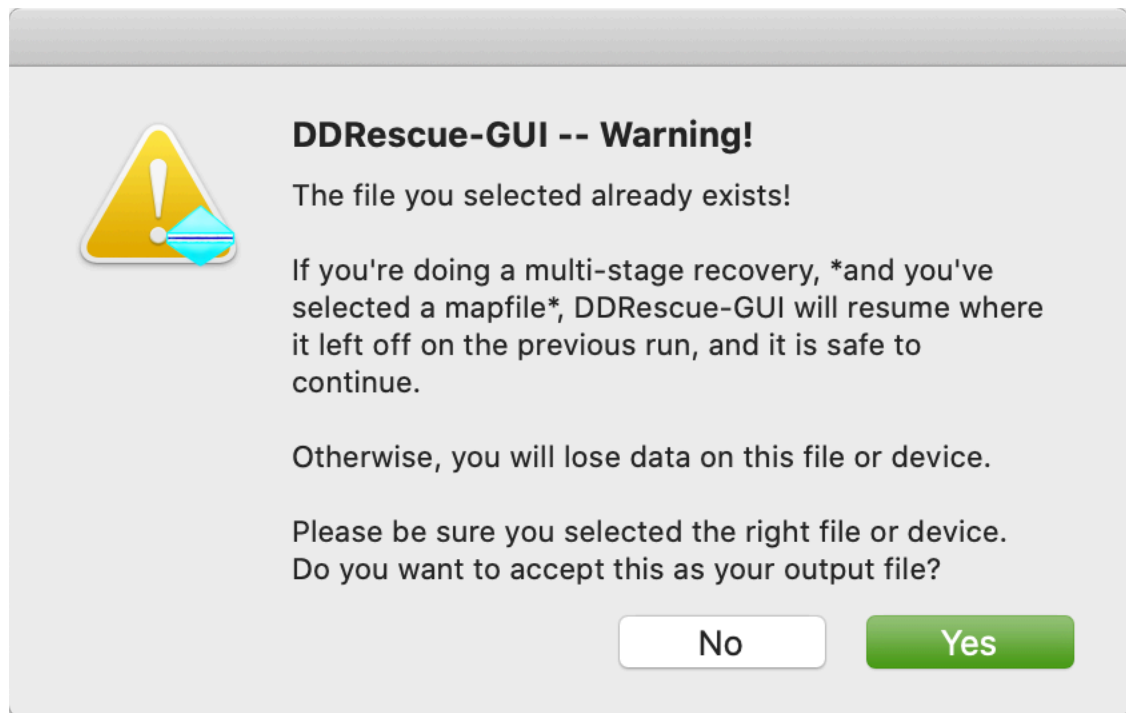 DDRescue-GUI -- Warning!
The file you selected already exists!
If you're doing a multi-stage recovery, *and you've
selected a mapfile*, DDRescue-GUI will resume where
it left off on the previous run, and it is safe to
continue.
Otherwise, you will lose data on this file or device.
Please be sure you selected the right file or device.
Do you want to accept this as your output file?
No
Yes